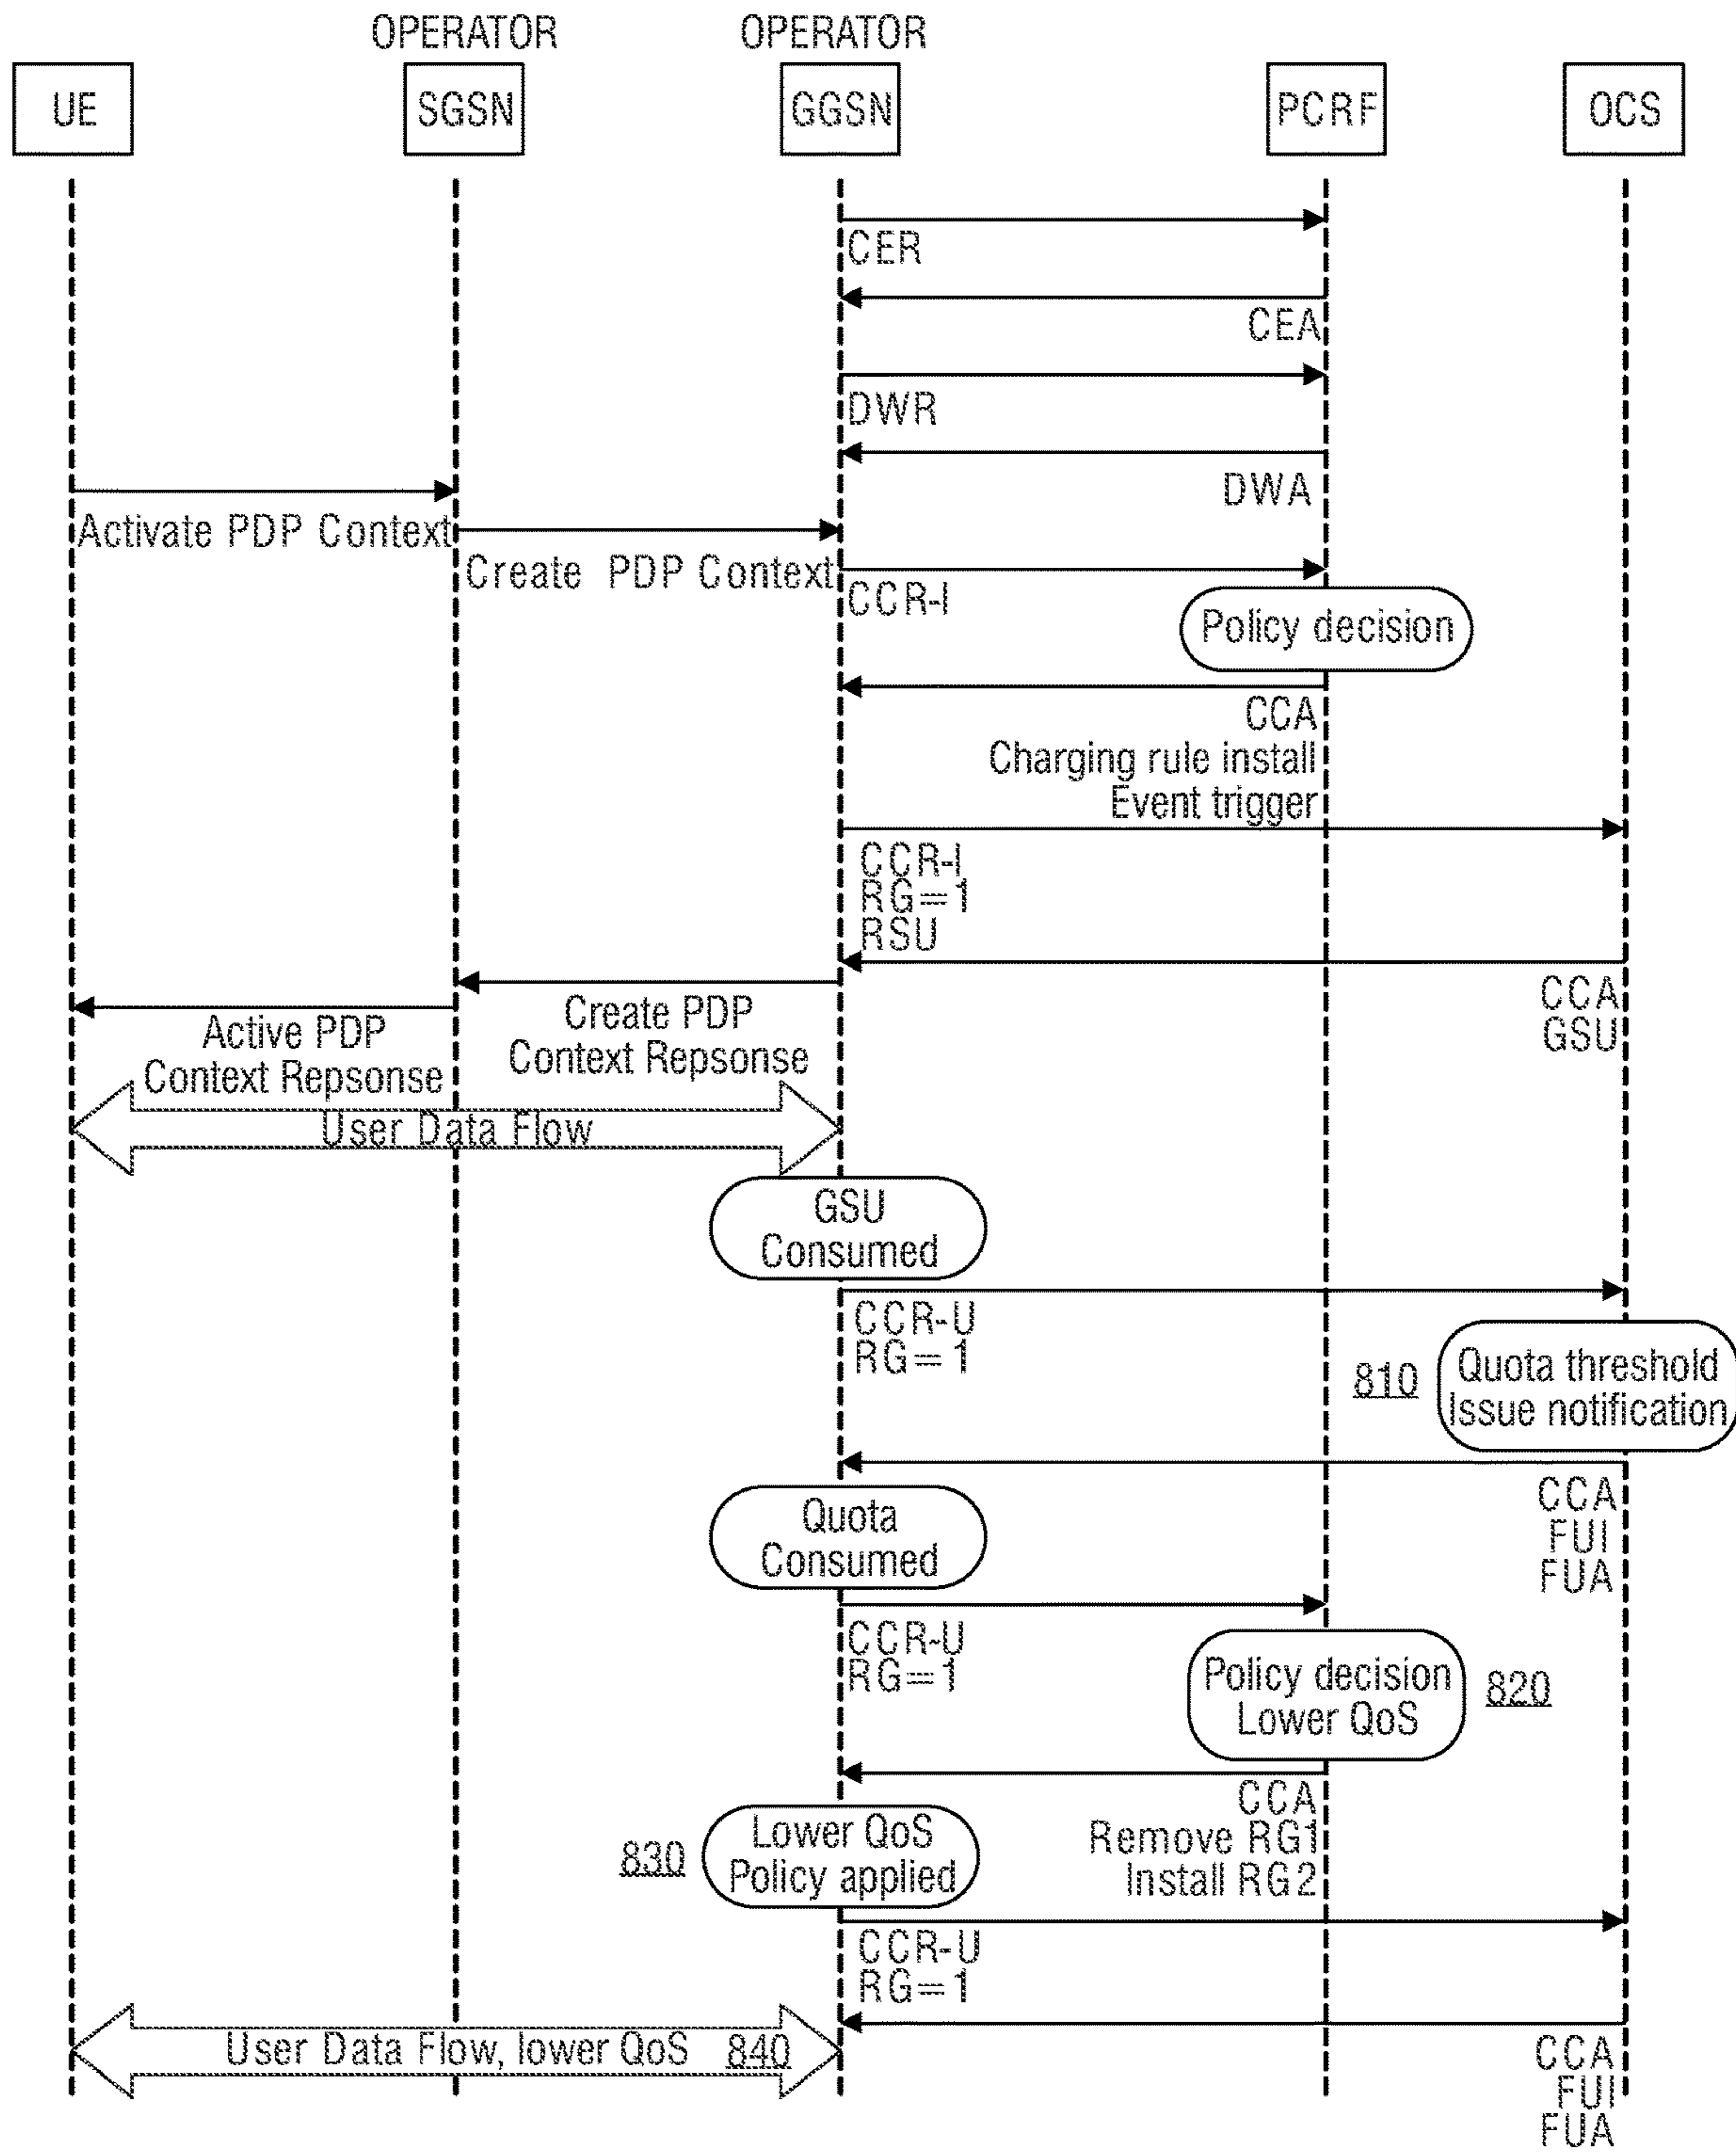 OPERATOR OPERATOR
UE SGSN GGSN PCRF OCS
CER
CEA
DWR
DWA
Activate PDP Context
Create PDP Context
CCR-I
Policy decision
CCA
Charging rule install
Event trigger
CCR-I
RG=1
RSU
CCA
GSU
Create PDP
Context Repsonse
Active PDP
Context Repsonse
User Data Flow
GSU
Consumed
CCR-U
RG=1
810
Quota threshold
Issue notification
CCA
FUI
FUA
Quota
Consumed
CCR-U
RG=1
Policy decision
Lower QoS
820
CCA
Remove RG1
Install RG2
830
Lower QoS
Policy applied
CCR-U
RG=1
User Data Flow, lower QoS 840
CCA
FUI
FUA